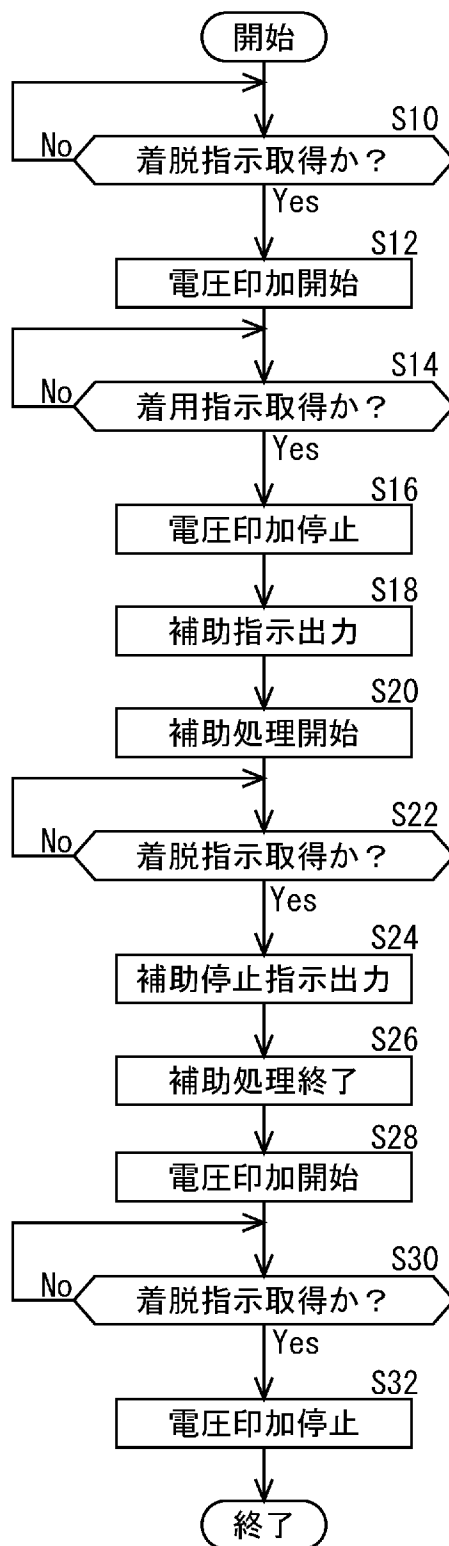 開始
S10
No
着脱指示取得か？
Yes
S12
電圧印加開始
S14
No
着用指示取得か？
Yes
S16
電圧印加停止
S18
補助指示出力
S20
補助処理開始
S22
No
着脱指示取得か？
Yes
S24
補助停止指示出力
S26
補助処理終了
S28
電圧印加開始
S30
No
着脱指示取得か？
Yes
S32
電圧印加停止
終了